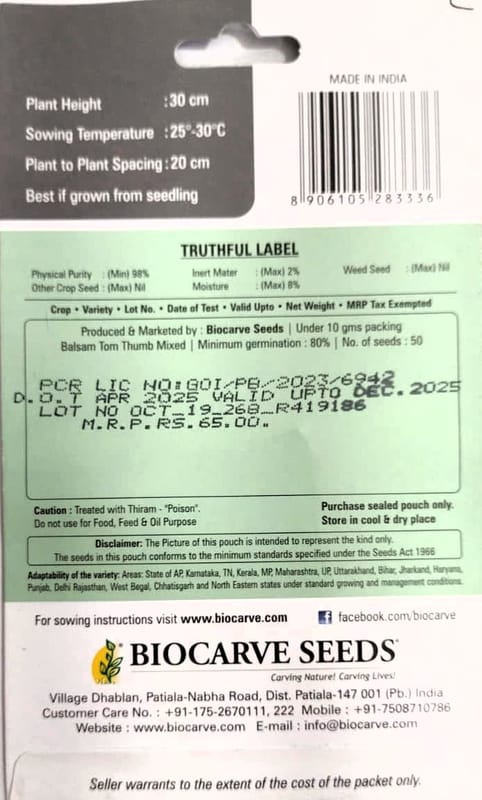 Plant Height : 30 cm
Sowing Temperature : 25°-30°C
Plant to Plant Spacing : 20 cm
Best if grown from seedling
MADE IN INDIA
8 906105 283336
TRUTHFUL LABEL
Physical Purity : (Min) 98% Inert Mater : (Max) 2% Weed Seed : (Max) Nil
Other Crop Seed : (Max) Nil Moisture : (Max) 8%
Crop • Variety • Lot No. • Date of Test • Valid Upto • Net Weight • MRP Tax Exempted
Produced & Marketed by : Biocarve Seeds | Under 10 gms packing
Balsam Tom Thumb Mixed | Minimum germination : 80% | No. of seeds : 50
PCR LIC NO:GOI/PB/2023/6942
D.O.T APR 2025 VALID UPTO DEC.2025
LOT NO OCT_19_268_R419186
M.R.P.RS.65.00.
Caution : Treated with Thiram - "Poison".
Do not use for Food, Feed & Oil Purpose
Purchase sealed pouch only.
Store in cool & dry place
Disclaimer: The Picture of this pouch is intended to represent the kind only.
The seeds in this pouch conforms to the minimum standards specified under the Seeds Act 1966
Adaptability of the variety: Areas: State of AP, Karnataka, TN, Kerala, MP, Maharashtra, UP, Uttarakhand, Bihar, Jharkand, Haryana,
Punjab, Delhi Rajasthan, West Begal, Chhatisgarh and North Eastern states under standard growing and management conditions.
For sowing instructions visit www.biocarve.com
facebook.com/biocarve
BIOCARVE SEEDS
Carving Nature! Carving Lives!
Village Dhablan, Patiala-Nabha Road, Dist. Patiala-147 001 (Pb.) India
Customer Care No. : +91-175-2670111, 222 Mobile : +91-7508710786
Website : www.biocarve.com E-mail : info@biocarve.com
Seller warrants to the extent of the cost of the packet only.